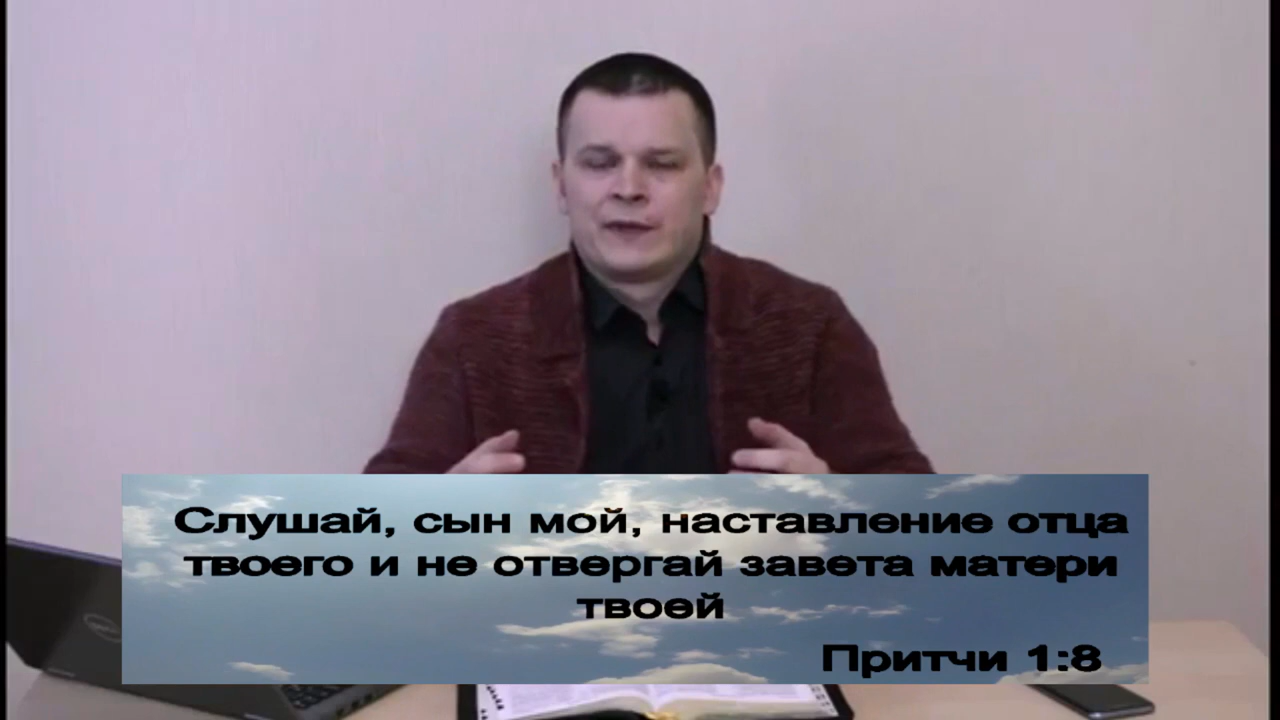 Слушай, сын мой, наставление отца
твоего и не отвергай завета матери
твоей
Притчи 1:8